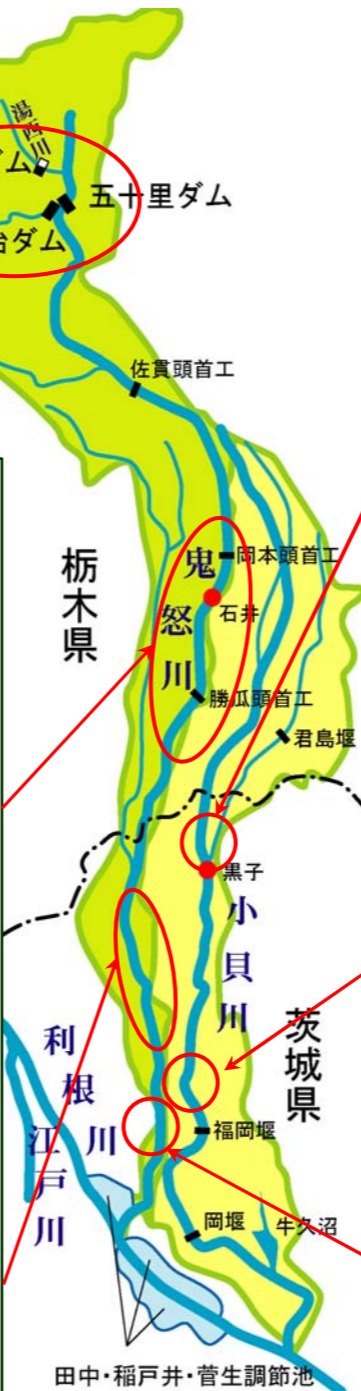 湯西川
ダム
五十里ダム
治ダム
佐貫頭首工
栃木県
鬼怒川
岡本頭首工
石井
勝瓜頭首工
君島堰
黒子
小貝川
茨城県
利根川
江戸川
福岡堰
岡堰
牛久沼
田中・稲戸井・菅生調節池